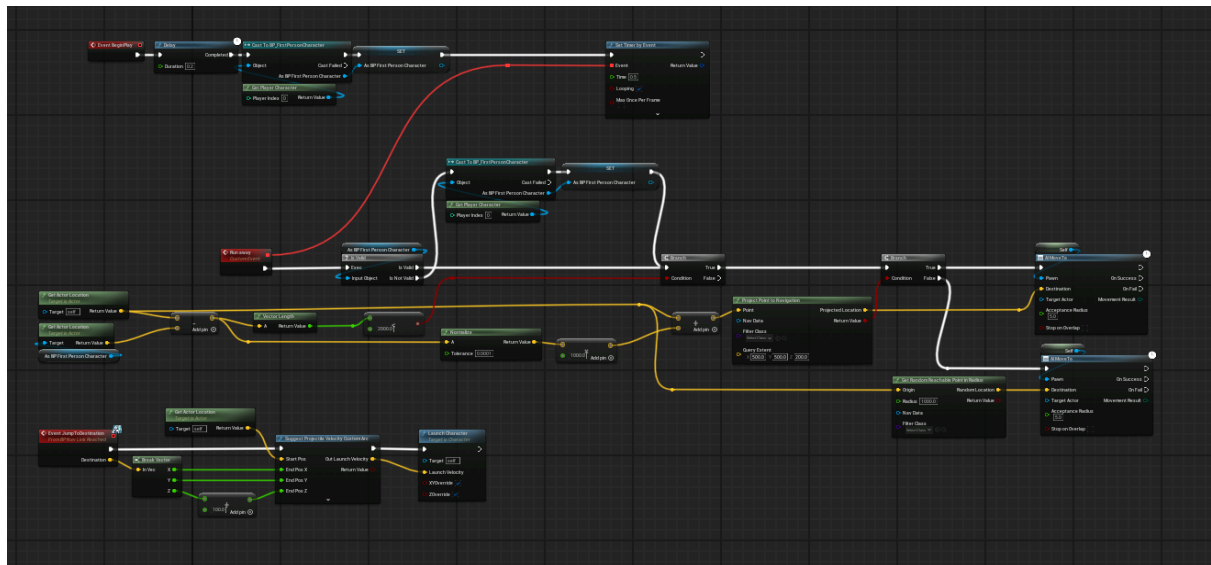 Event BeginPlay
Delay
Completed
Duration 0.2
Cast To BP_FirstPersonCharacter
Object
Cast Failed
As BP First Person Character
Get Player Character
Player Index 0
Return Value
SET
As BP First Person Character
Set Timer by Event
Event
Return Value
Time 0.5
Looping
Max Once Per Frame
Cast To BP_FirstPersonCharacter
Object
Cast Failed
As BP First Person Character
Get Player Character
Player Index 0
Return Value
SET
As BP First Person Character
Run away
Custom Event
As BP First Person Character
Is Valid
Exec
Is Valid
Input Object
Is Not Valid
Branch
True
Condition
False
Branch
True
Condition
False
Self
AI MoveTo
Pawn
On Success
Destination
On Fail
Target Actor
Movement Result
Acceptance Radius
Stop on Overlap
Get Actor Location
Target is Actor
Target self
Return Value
Get Actor Location
Target is Actor
Target
Return Value
As BP First Person Character
-
Add pin
Vector Length
A
Return Value
Normalize
A
Return Value
Tolerance 0.0001
1000.0
Add pin
+
Add pin
Project Point to Navigation
Point
Projected Location
Nav Data
Return Value
Filter Class
Select Class
Query Extent
X 500.0 Y 500.0 Z 200.0
Get Random Reachable Point in Radius
Origin
Random Location
Radius 1000.0
Return Value
Nav Data
Filter Class
Select Class
Self
AI MoveTo
Pawn
On Success
Destination
On Fail
Target Actor
Movement Result
Acceptance Radius
Stop on Overlap
Get Actor Location
Target is Actor
Target self
Return Value
Event JumpToDestination
Destination
Break Vector
In Vec
X
Y
Z
100.0
Add pin
Suggest Projectile Velocity Custom Arc
Start Pos
Out Launch Velocity
End Pos X
Return Value
End Pos Y
End Pos Z
Launch Character
Target is Character
Target self
Launch Velocity
XYOverride
ZOverride